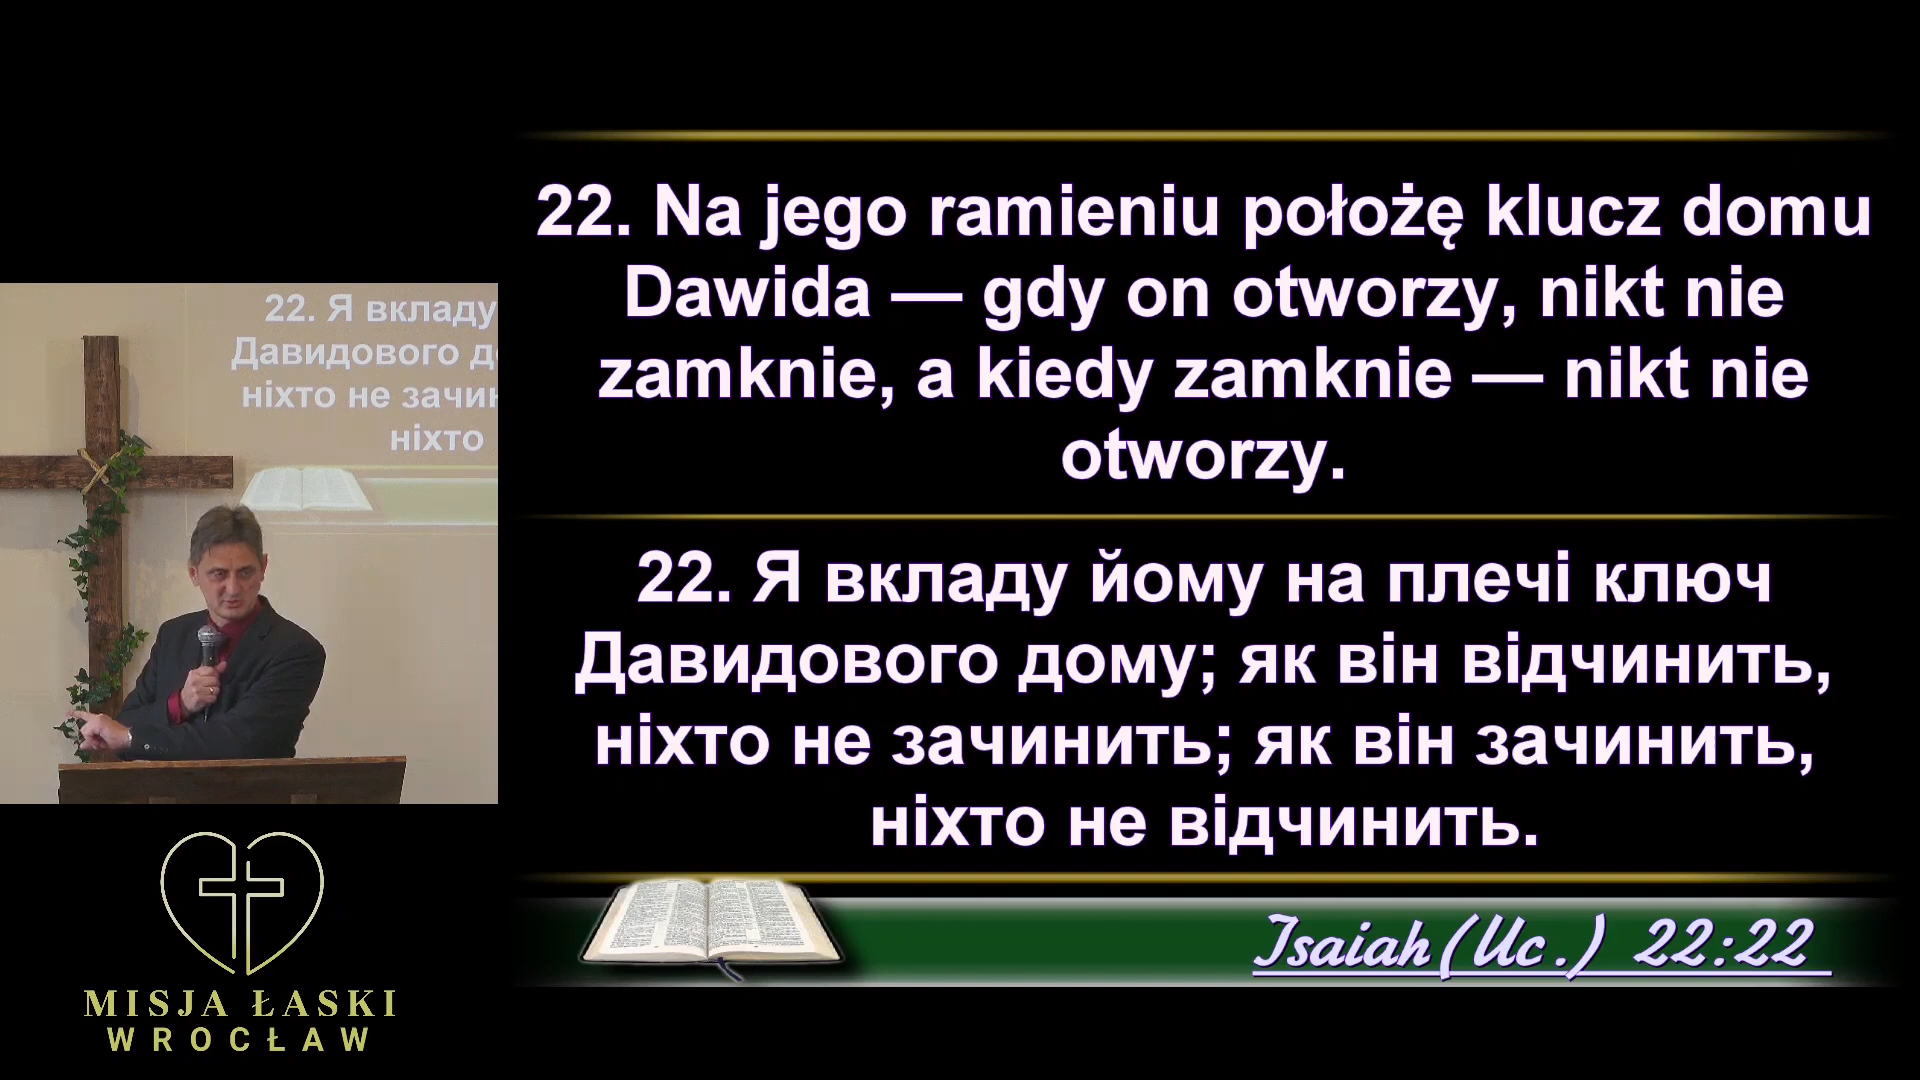 22. Na jego ramieniu położę klucz domu
Dawida — gdy on otworzy, nikt nie
zamknie, a kiedy zamknie — nikt nie
otworzy.
22. Я вкладу йому на плечі ключ
Давидового дому; як він відчинить,
ніхто не зачинить; як він зачинить,
ніхто не відчинить.
Isaiah(Ис.) 22:22
22. Я вкладу
Давидового
ніхто не
ніхто
MISJA ŁASKI
WROCŁAW